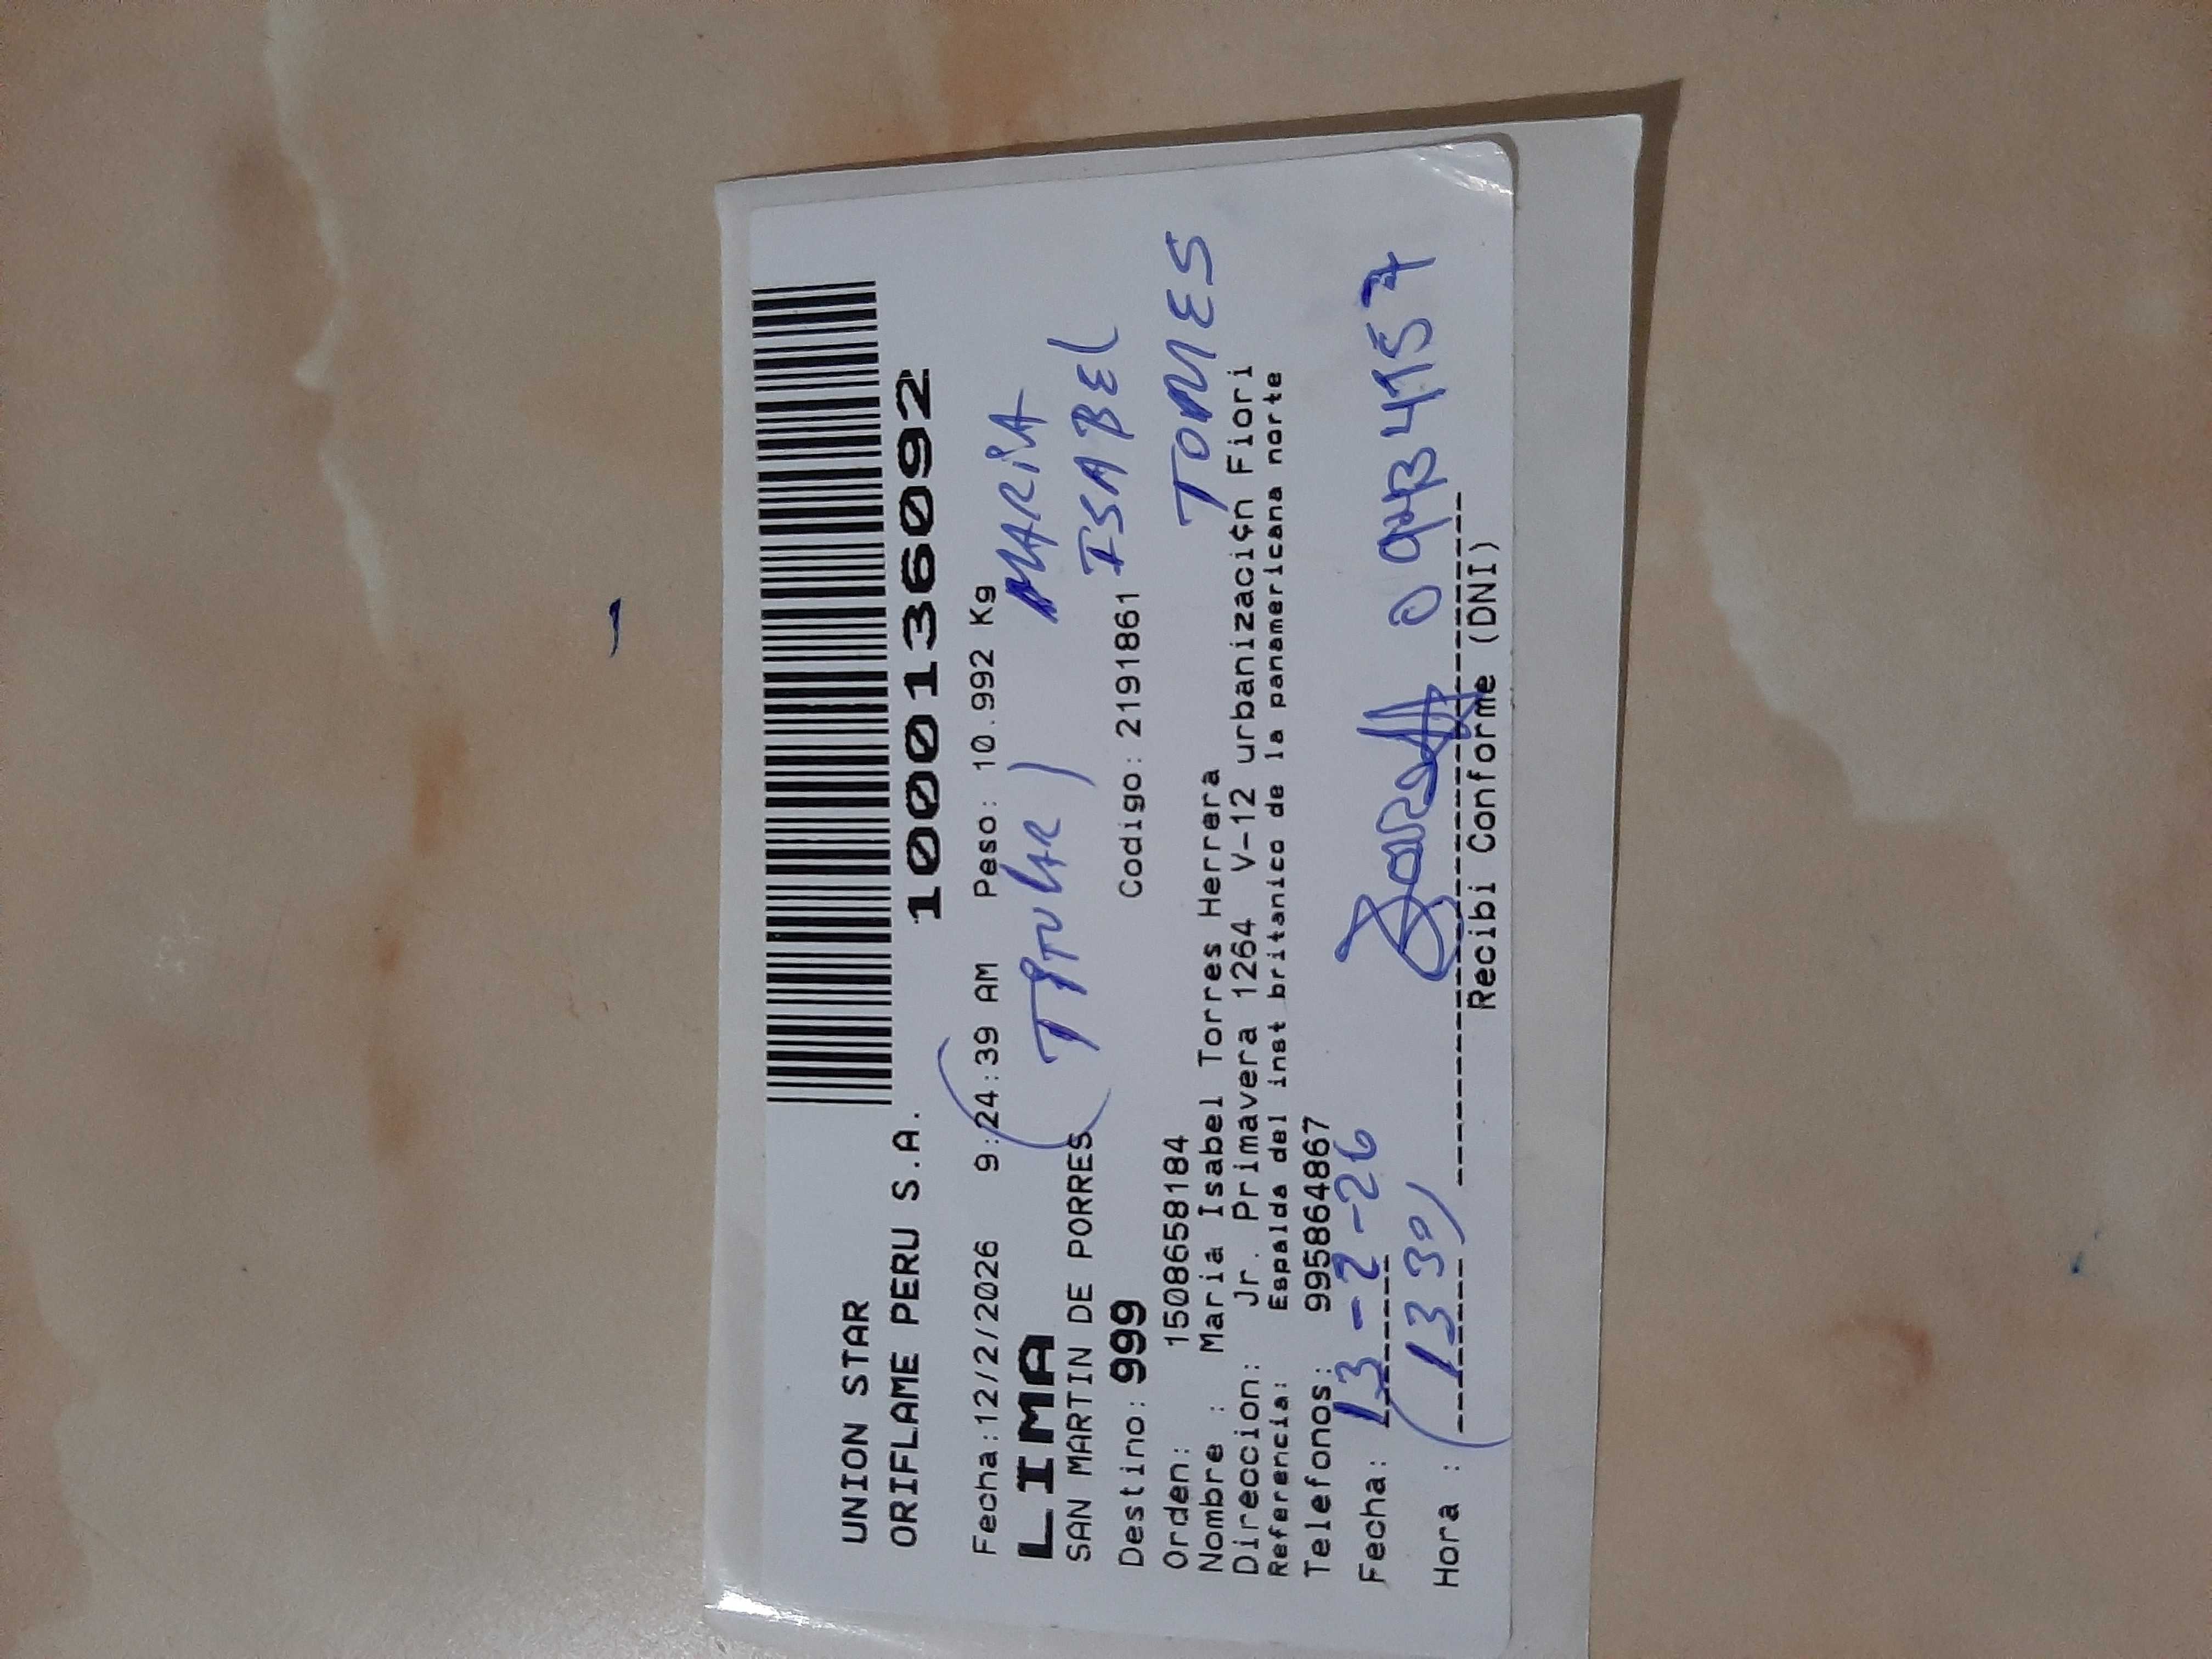 UNION STAR
ORIFLAME PERU S.A.
1000136092
Fecha:12/2/2026 9:24:39 AM Peso: 10.992 Kg
LIMA
SAN MARTIN DE PORRES
(TITULAR) MARIA
ISABEL
TORRES
Destino: 999 Codigo: 2191861
Orden: 1508658184
Nombre : Maria Isabel Torres Herrera
Direccion: Jr. Primavera 1264 V-12 urbanizaci¢n Fiori
Referencia: Espalda del inst britanico de la panamericana norte
Telefonos: 995864867
Fecha: 13-2-26
Hora : (13 30)
Recibi Conforme (DNI)